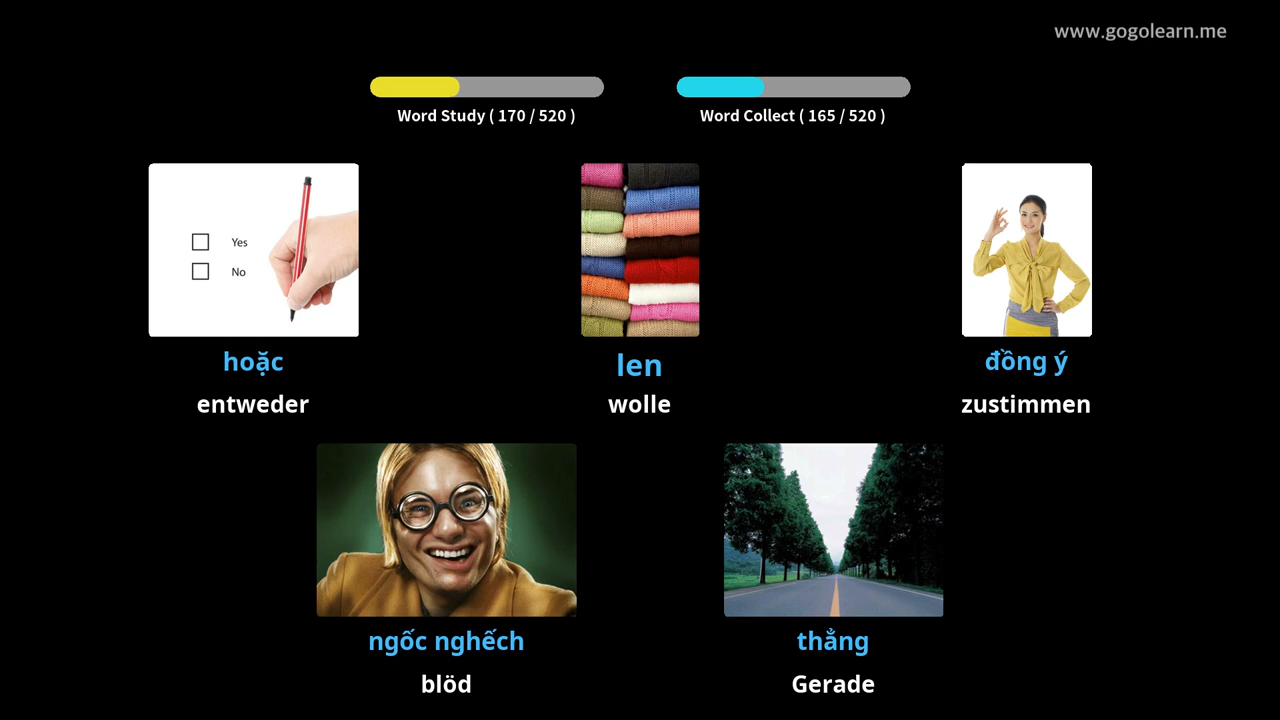 www.gogolearn.me
Word Study ( 170 / 520 )
Word Collect ( 165 / 520 )
Yes
No
hoặc
len
đồng ý
entweder
wolle
zustimmen
ngốc nghếch
thẳng
blöd
Gerade